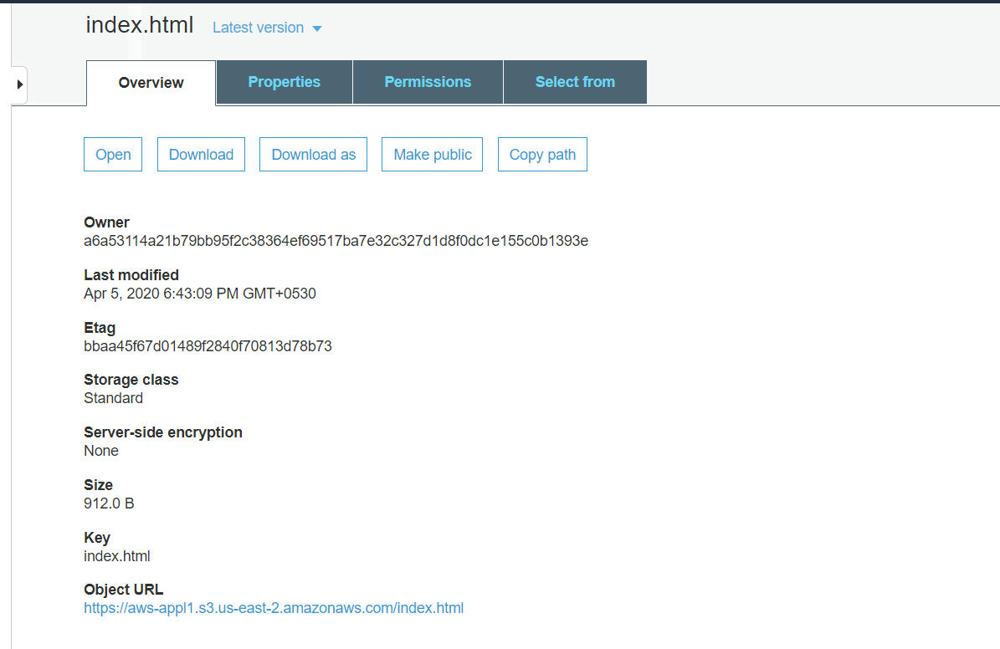 index.html Latest version
Overview Properties Permissions Select from
Open Download Download as Make public Copy path
Owner
a6a53114a21b79bb95f2c38364ef69517ba7e32c327d1d8f0dc1e155c0b1393e
Last modified
Apr 5, 2020 6:43:09 PM GMT+0530
Etag
bbaa45f67d01489f2840f70813d78b73
Storage class
Standard
Server-side encryption
None
Size
912.0 B
Key
index.html
Object URL
https://aws-appl1.s3.us-east-2.amazonaws.com/index.html